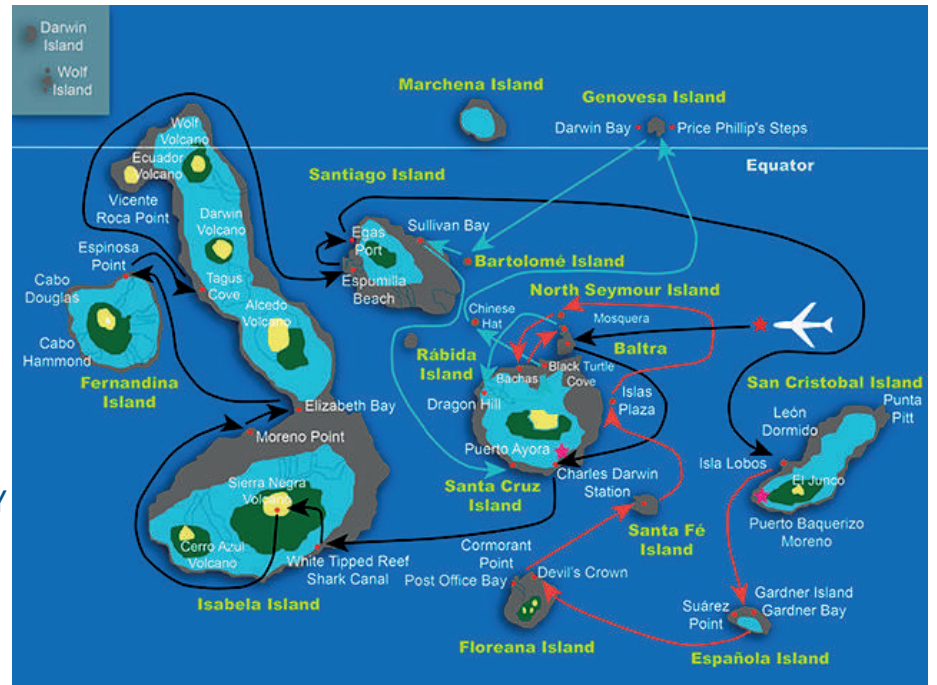 Darwin
Island
Wolf
Island
Marchena Island
Genovesa Island
Darwin Bay
Price Phillip's Steps
Equator
Wolf
Volcano
Ecuador
Volcano
Vicente
Roca Point
Santiago Island
Darwin
Volcano
Egas
Port
Sullivan Bay
Espinosa
Point
Tagus
Cove
Espumilla
Beach
Bartolomé Island
Cabo
Douglas
Alcedo
Volcano
North Seymour Island
Chinese
Hat
Mosquera
Cabo
Hammond
Rábida
Island
Baltra
Fernandina
Island
Bachas
Black Turtle
Cove
San Cristobal Island
Punta
Pitt
Elizabeth Bay
Dragon Hill
Islas
Plaza
León
Dormido
Moreno Point
Puerto Ayora
Isla Lobos
El Junco
Sierra Negra
Volcano
Santa Cruz
Island
Charles Darwin
Station
Puerto Baquerizo
Moreno
Santa Fé
Island
Cerro Azul
Volcano
White Tipped Reef
Shark Canal
Cormorant
Point
Post Office Bay
Devil's Crown
Isabela Island
Suárez
Point
Gardner Island
Gardner Bay
Floreana Island
Española Island
Y